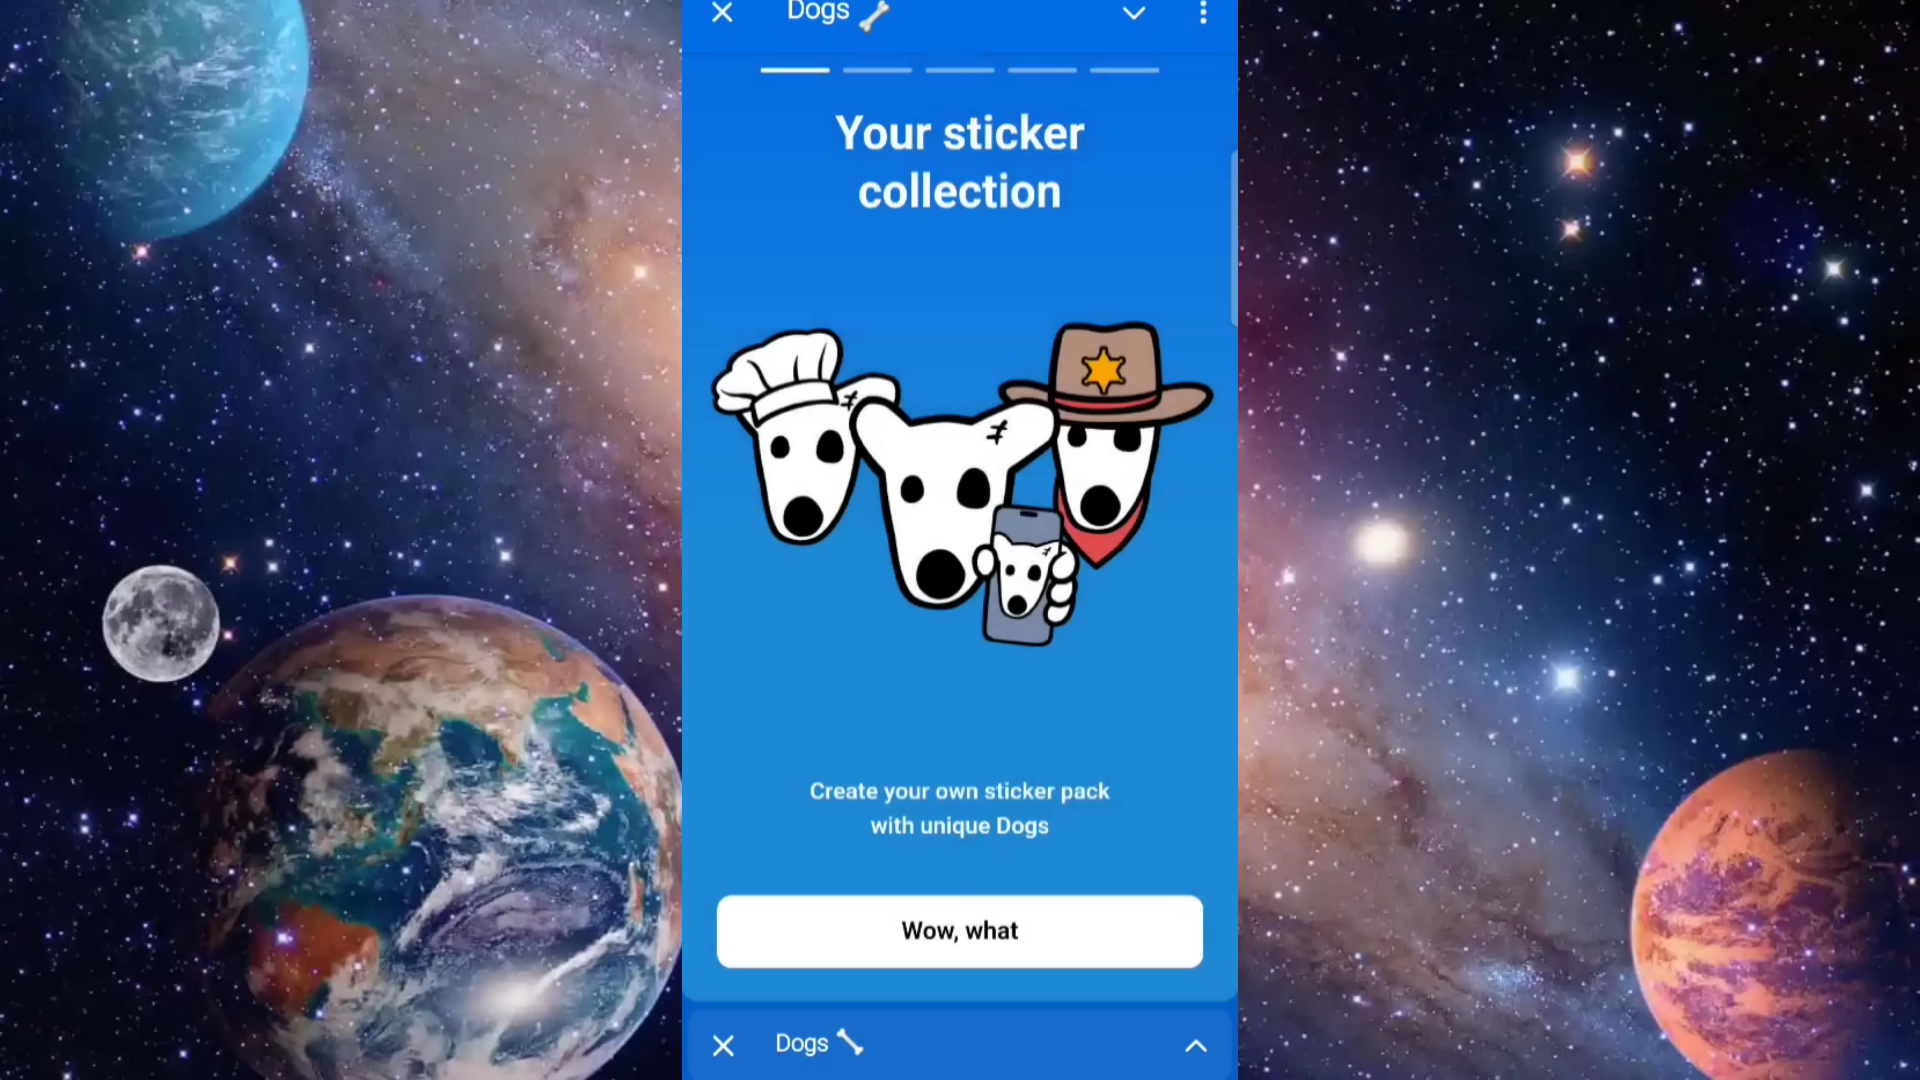 Dogs
Your sticker
collection
Create your own sticker pack
with unique Dogs
Wow, what
Dogs